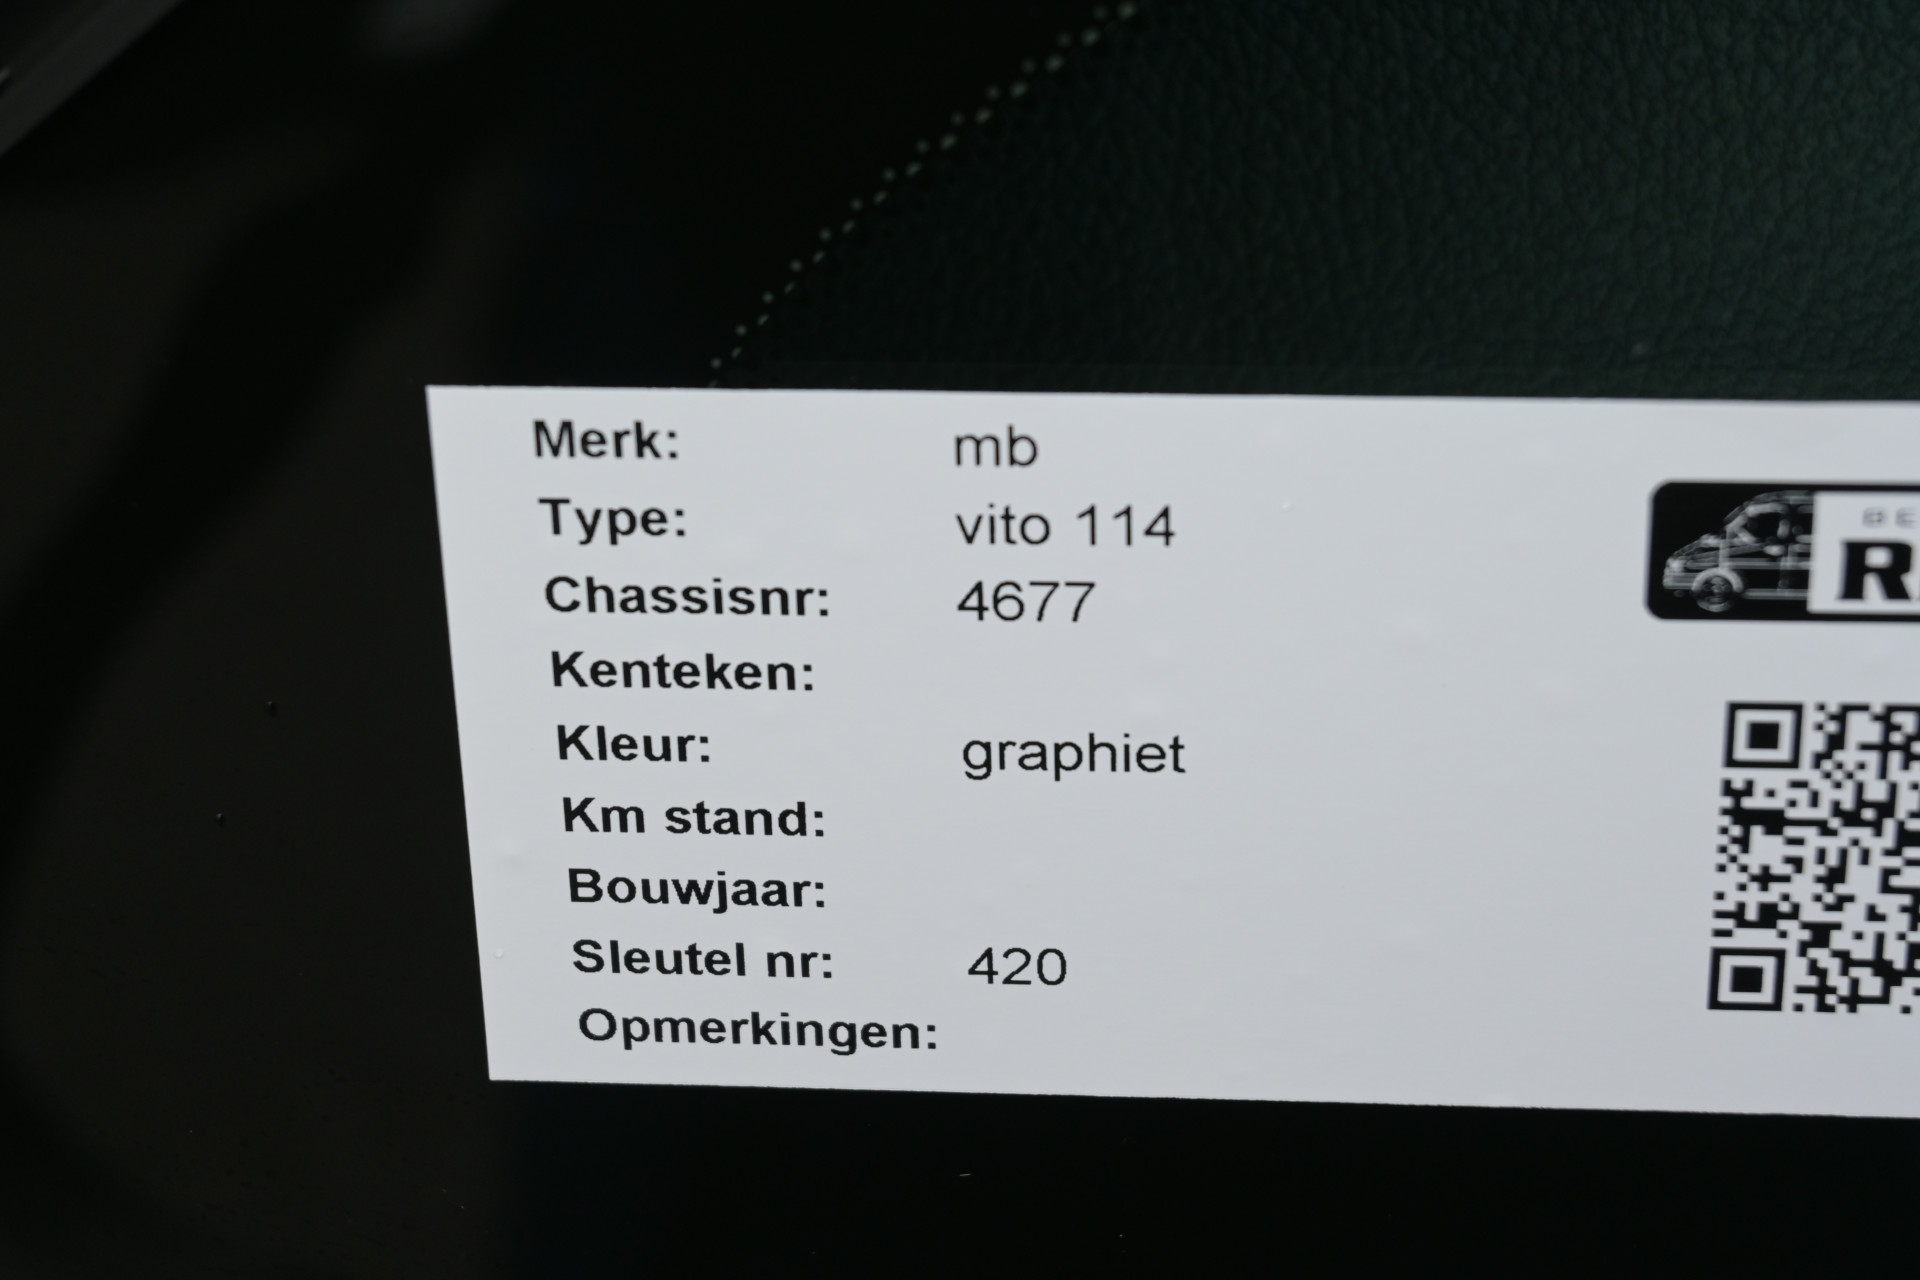 Merk: mb
Type: vito 114
Chassisnr: 4677
Kenteken:
Kleur: graphiet
Km stand:
Bouwjaar:
Sleutel nr: 420
Opmerkingen: